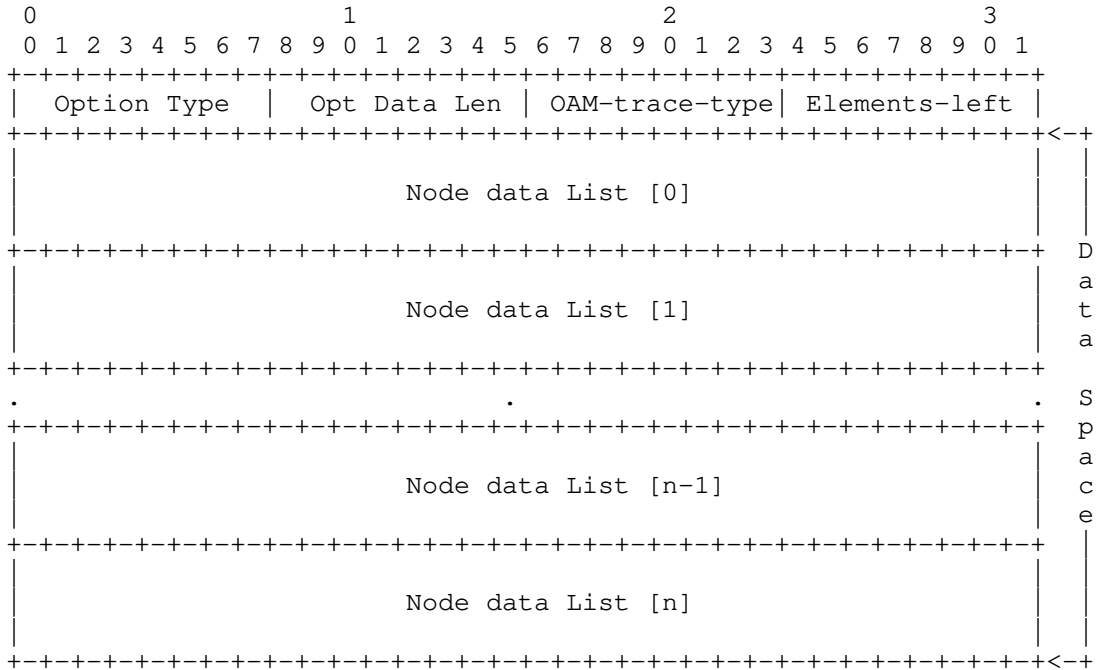 0                   1                   2                   3
0 1 2 3 4 5 6 7 8 9 0 1 2 3 4 5 6 7 8 9 0 1 2 3 4 5 6 7 8 9 0 1
+-+-+-+-+-+-+-+-+-+-+-+-+-+-+-+-+-+-+-+-+-+-+-+-+-+-+-+-+-+-+-+-+
|  Option Type  |  Opt Data Len | OAM-trace-type| Elements-left |
+-+-+-+-+-+-+-+-+-+-+-+-+-+-+-+-+-+-+-+-+-+-+-+-+-+-+-+-+-+-+-+-+<-+
|                                                               |  |
|                        Node data List [0]                     |  |
|                                                               |  |
+-+-+-+-+-+-+-+-+-+-+-+-+-+-+-+-+-+-+-+-+-+-+-+-+-+-+-+-+-+-+-+-+  D
|                                                               |  a
|                        Node data List [1]                     |  t
|                                                               |  a
+-+-+-+-+-+-+-+-+-+-+-+-+-+-+-+-+-+-+-+-+-+-+-+-+-+-+-+-+-+-+-+-+
.                              .                                .  S
+-+-+-+-+-+-+-+-+-+-+-+-+-+-+-+-+-+-+-+-+-+-+-+-+-+-+-+-+-+-+-+-+  p
|                                                               |  a
|                        Node data List [n-1]                   |  c
|                                                               |  e
+-+-+-+-+-+-+-+-+-+-+-+-+-+-+-+-+-+-+-+-+-+-+-+-+-+-+-+-+-+-+-+-+  |
|                                                               |  |
|                        Node data List [n]                     |  |
|                                                               |  |
+-+-+-+-+-+-+-+-+-+-+-+-+-+-+-+-+-+-+-+-+-+-+-+-+-+-+-+-+-+-+-+-+<-+